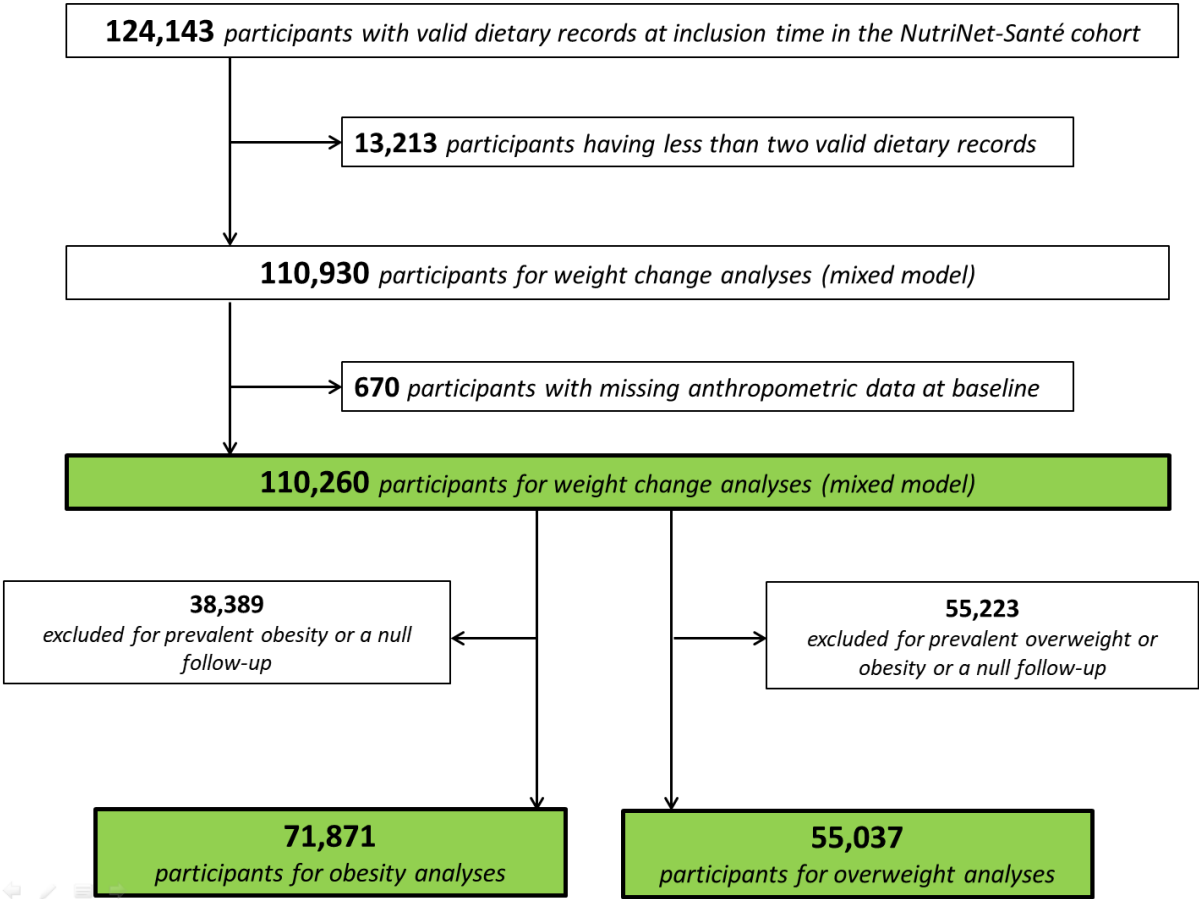 124,143 participants with valid dietary records at inclusion time in the NutriNet-Santé cohort
13,213 participants having less than two valid dietary records
110,930 participants for weight change analyses (mixed model)
670 participants with missing anthropometric data at baseline
110,260 participants for weight change analyses (mixed model)
38,389
excluded for prevalent obesity or a null
follow-up
55,223
excluded for prevalent overweight or
obesity or a null follow-up
71,871
participants for obesity analyses
55,037
participants for overweight analyses